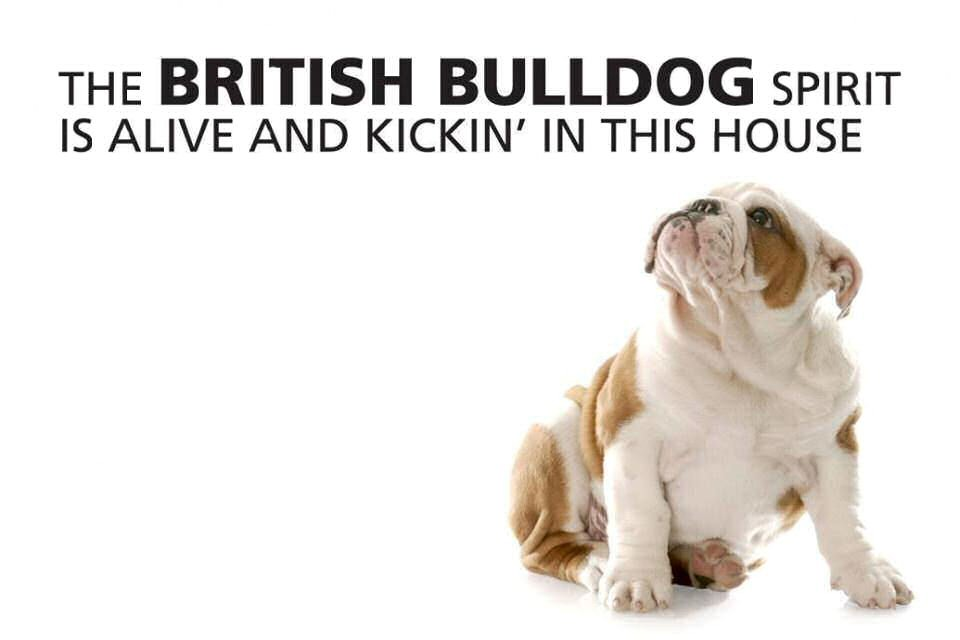 THE BRITISH BULLDOG SPIRIT
IS ALIVE AND KICKIN’ IN THIS HOUSE